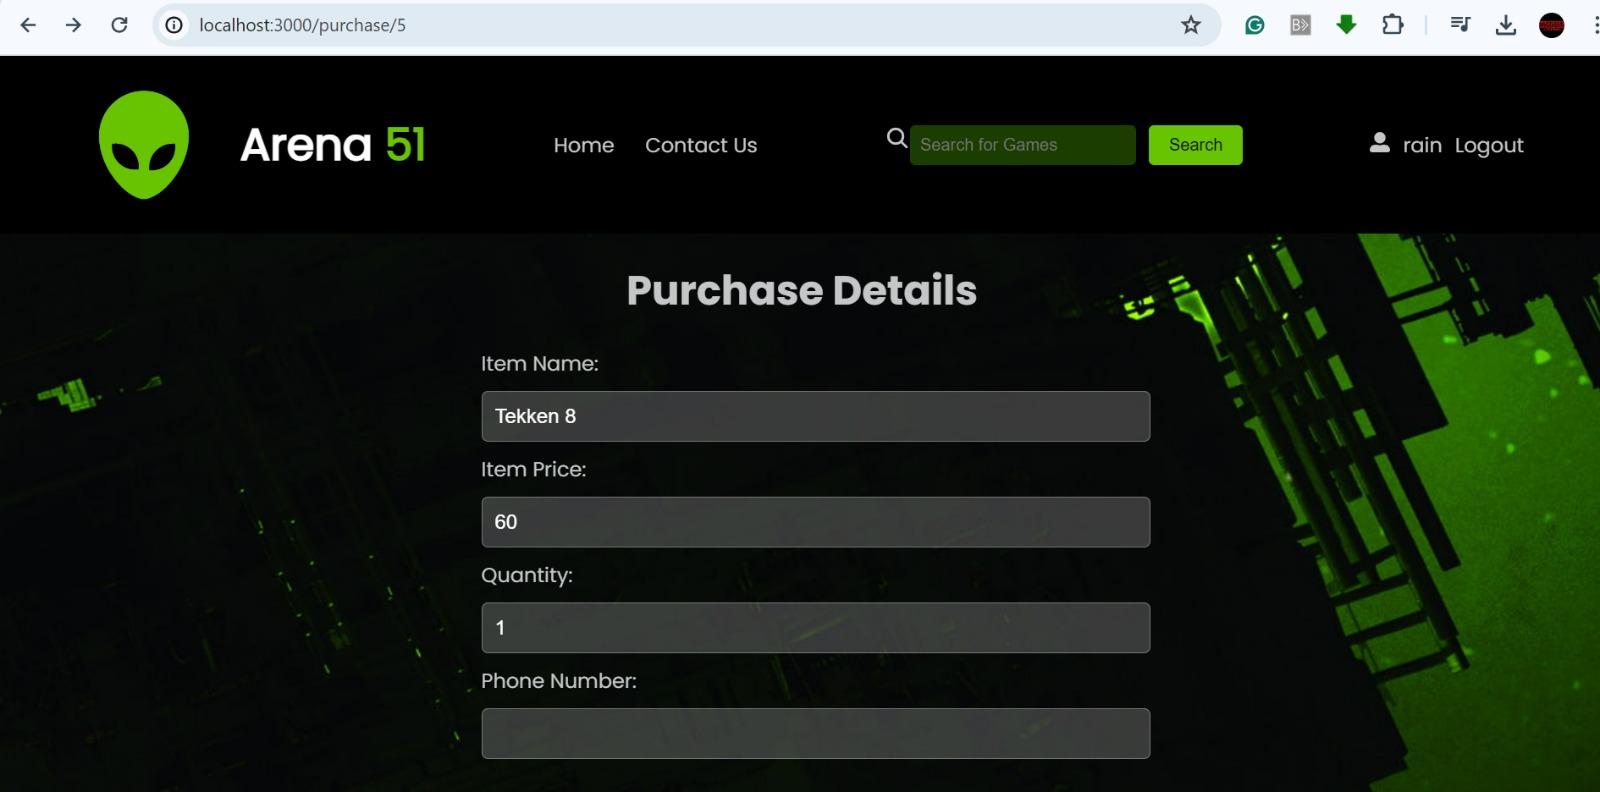 localhost:3000/purchase/5
Arena 51
Home
Contact Us
Search for Games
Search
rain
Logout
Purchase Details
Item Name:
Tekken 8
Item Price:
60
Quantity:
1
Phone Number: